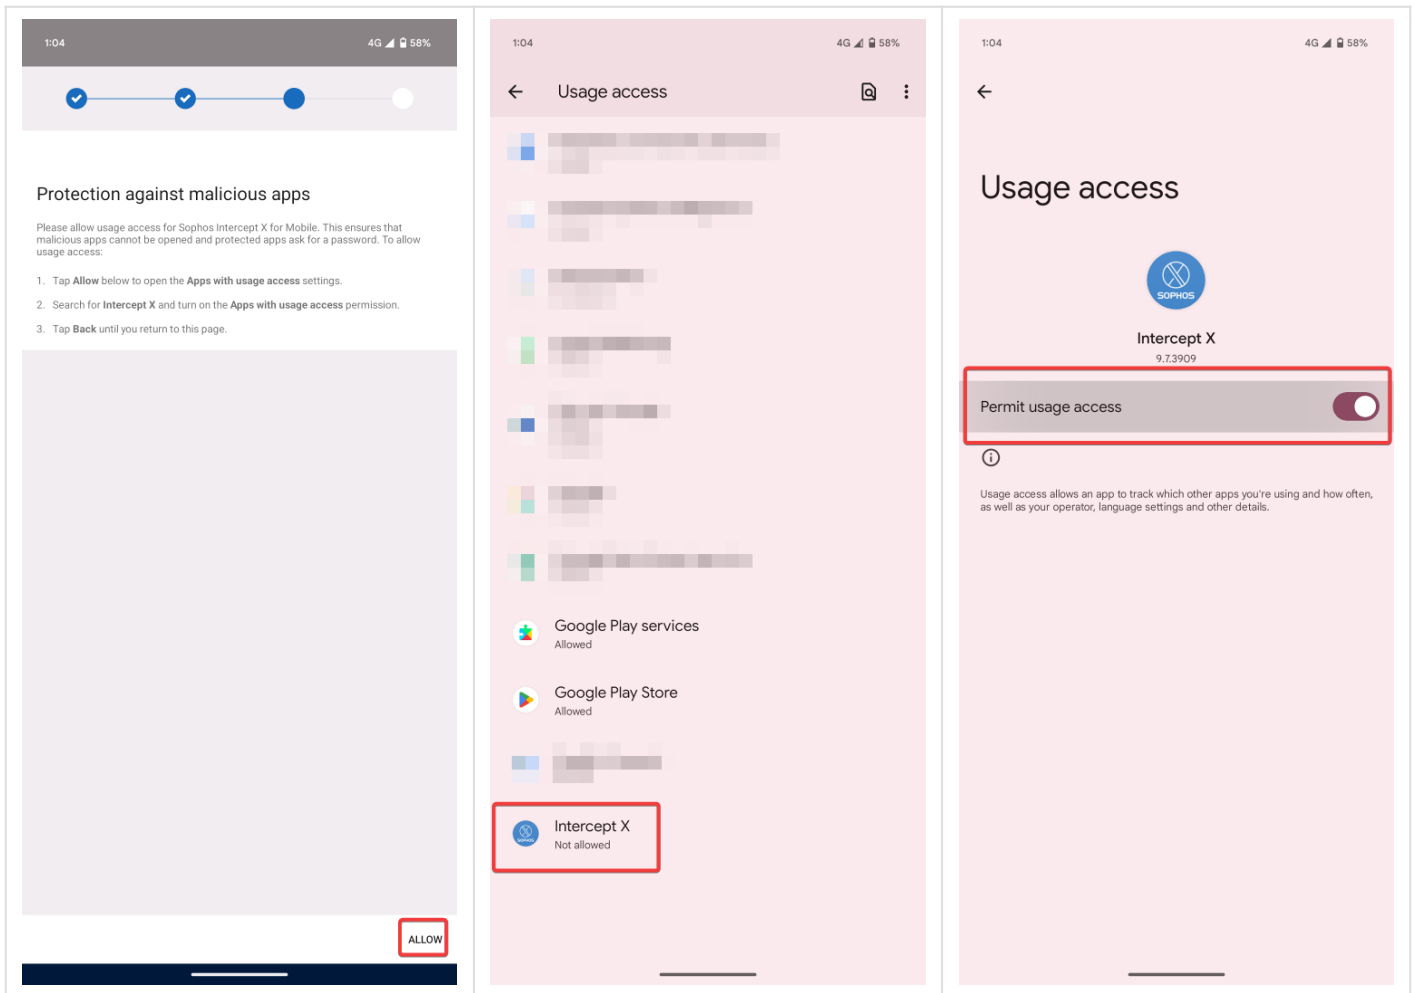 1:04
4G 58%
Protection against malicious apps
Please allow usage access for Sophos Intercept X for Mobile. This ensures that
malicious apps cannot be opened and protected apps ask for a password. To allow
usage access:
1. Tap Allow below to open the Apps with usage access settings.
2. Search for Intercept X and turn on the Apps with usage access permission.
3. Tap Back until you return to this page.
ALLOW
1:04
4G 58%
Usage access
Google Play services
Allowed
Google Play Store
Allowed
SOPHOS
Intercept X
Not allowed
1:04
4G 58%
Usage access
SOPHOS
Intercept X
9.7.3909
Permit usage access
Usage access allows an app to track which other apps you're using and how often,
as well as your operator, language settings and other details.